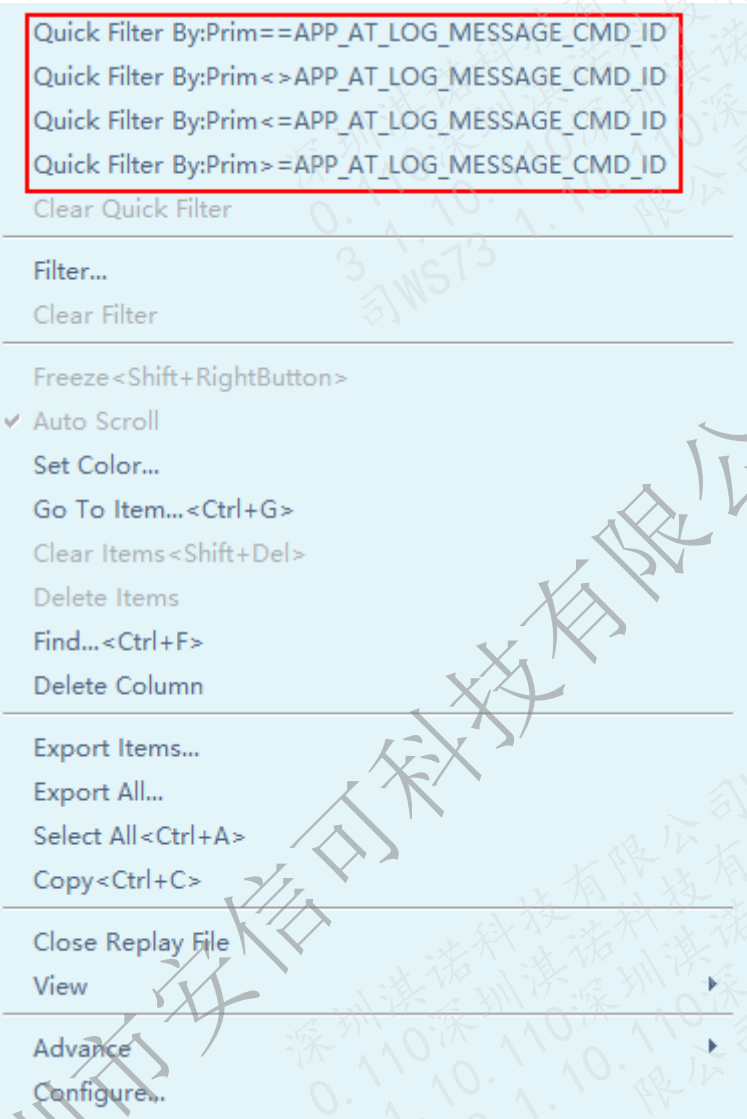 Quick Filter By:Prim==APP_AT_LOG_MESSAGE_CMD_ID
Quick Filter By:Prim<>APP_AT_LOG_MESSAGE_CMD_ID
Quick Filter By:Prim<=APP_AT_LOG_MESSAGE_CMD_ID
Quick Filter By:Prim>=APP_AT_LOG_MESSAGE_CMD_ID
Clear Quick Filter
Filter...
Clear Filter
Freeze<Shift+RightButton>
Auto Scroll
Set Color...
Go To Item...<Ctrl+G>
Clear Items<Shift+Del>
Delete Items
Find...<Ctrl+F>
Delete Column
Export Items...
Export All...
Select All<Ctrl+A>
Copy<Ctrl+C>
Close Replay File
View
Advance
Configure...
圳市安信可科技有限公